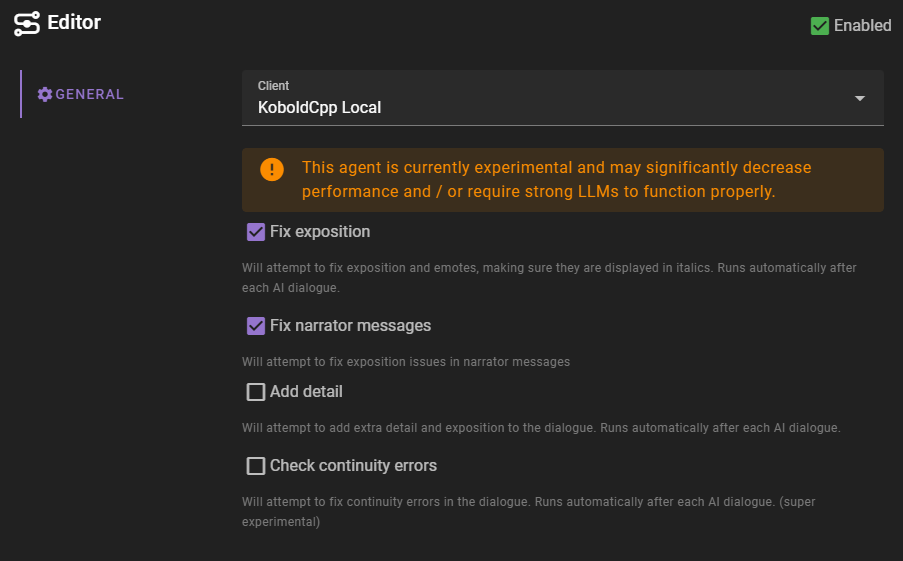 Editor
Enabled
GENERAL
Client
KoboldCpp Local
This agent is currently experimental and may significantly decrease
performance and / or require strong LLMs to function properly.
Fix exposition
Will attempt to fix exposition and emotes, making sure they are displayed in italics. Runs automatically after
each AI dialogue.
Fix narrator messages
Will attempt to fix exposition issues in narrator messages
Add detail
Will attempt to add extra detail and exposition to the dialogue. Runs automatically after each AI dialogue.
Check continuity errors
Will attempt to fix continuity errors in the dialogue. Runs automatically after each AI dialogue. (super
experimental)